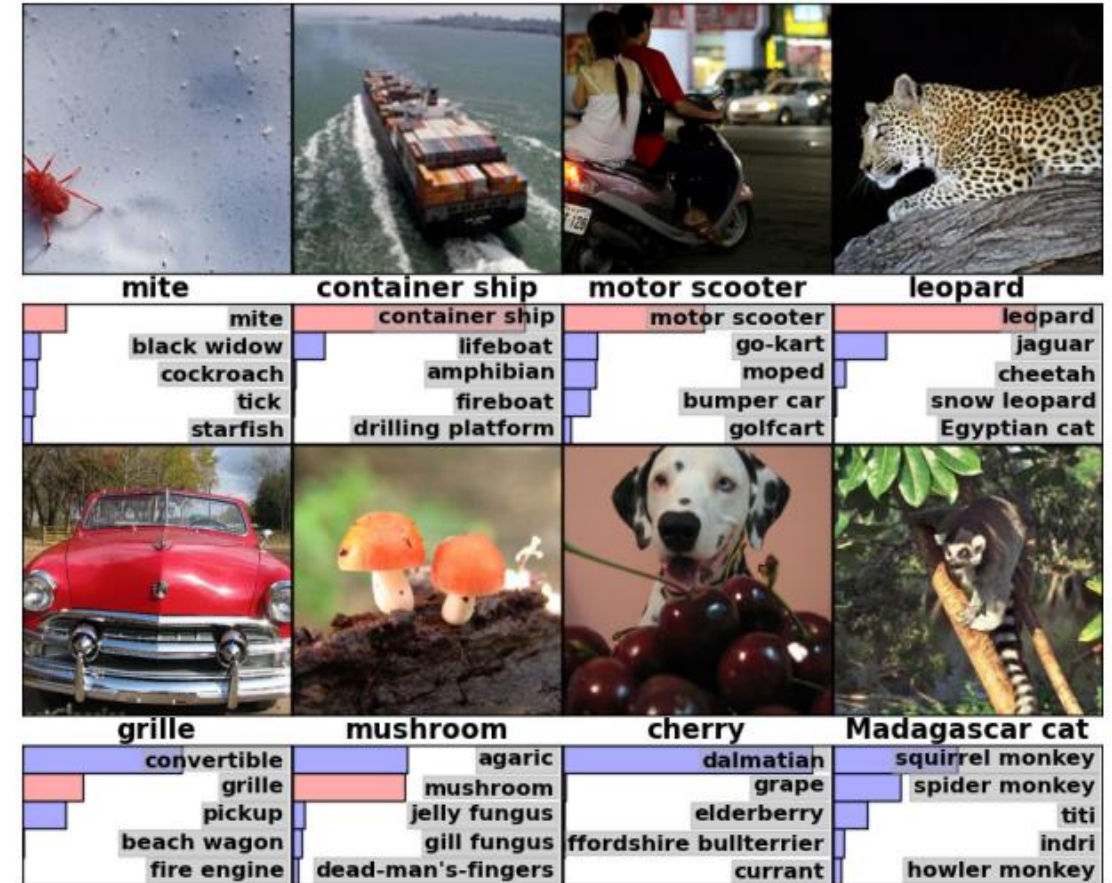 mite
container ship
motor scooter
leopard
mite
black widow
cockroach
tick
starfish
container ship
lifeboat
amphibian
fireboat
drilling platform
motor scooter
go-kart
moped
bumper car
golfcart
leopard
jaguar
cheetah
snow leopard
Egyptian cat
grille
mushroom
cherry
Madagascar cat
convertible
grille
pickup
beach wagon
fire engine
agaric
mushroom
jelly fungus
gill fungus
dead-man's-fingers
dalmatian
grape
elderberry
ffordshire bullterrier
currant
squirrel monkey
spider monkey
titi
indri
howler monkey